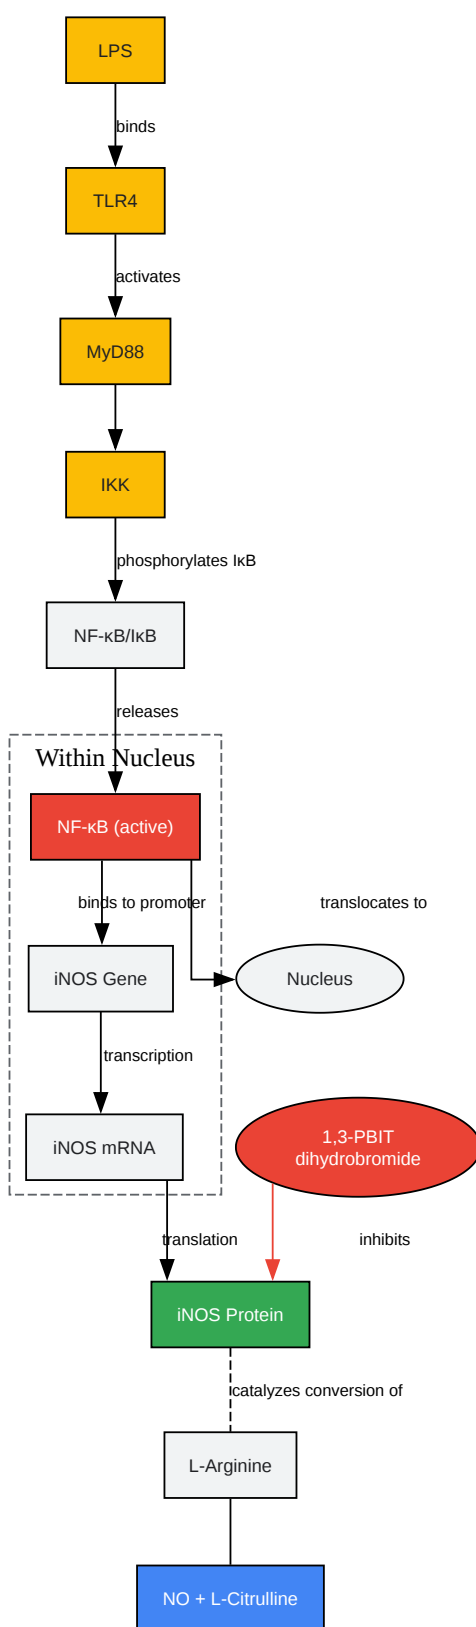 LPS
binds
TLR4
activates
MyD88
IKK
phosphorylates IκB
NF-κB/IκB
releases
Within Nucleus
NF-κB (active)
binds to promoter
translocates to
iNOS Gene
Nucleus
transcription
iNOS mRNA
1,3-PBIT
dihydrobromide
translation
inhibits
iNOS Protein
catalyzes conversion of
L-Arginine
NO + L-Citrulline